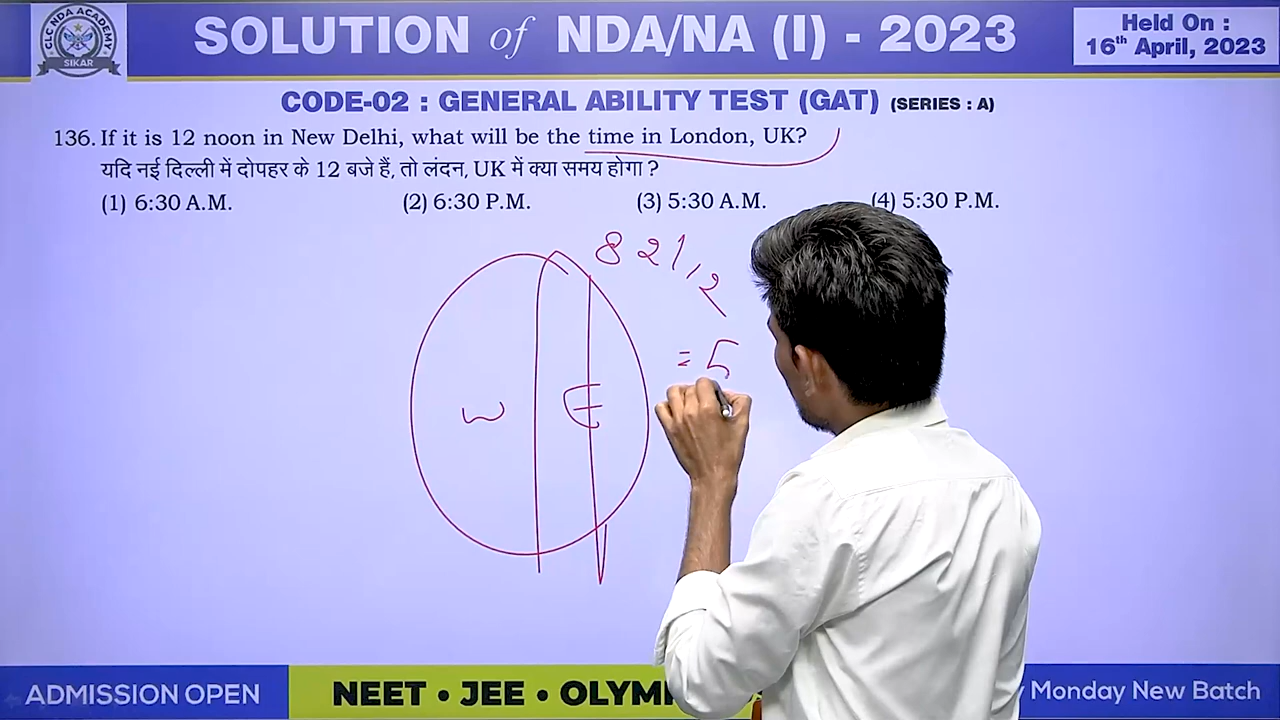 CLC NDA ACADEMY
SIKAR
SOLUTION of NDA/NA (I) - 2023
Held On :
16th April, 2023
CODE-02 : GENERAL ABILITY TEST (GAT) (SERIES : A)
136. If it is 12 noon in New Delhi, what will be the time in London, UK?
यदि नई दिल्ली में दोपहर के 12 बजे हैं, तो लंदन, UK में क्या समय होगा ?
(1) 6:30 A.M. (2) 6:30 P.M. (3) 5:30 A.M. (4) 5:30 P.M.
8 2 1/2
= 5
W E
ADMISSION OPEN
NEET • JEE •
Monday New Batch